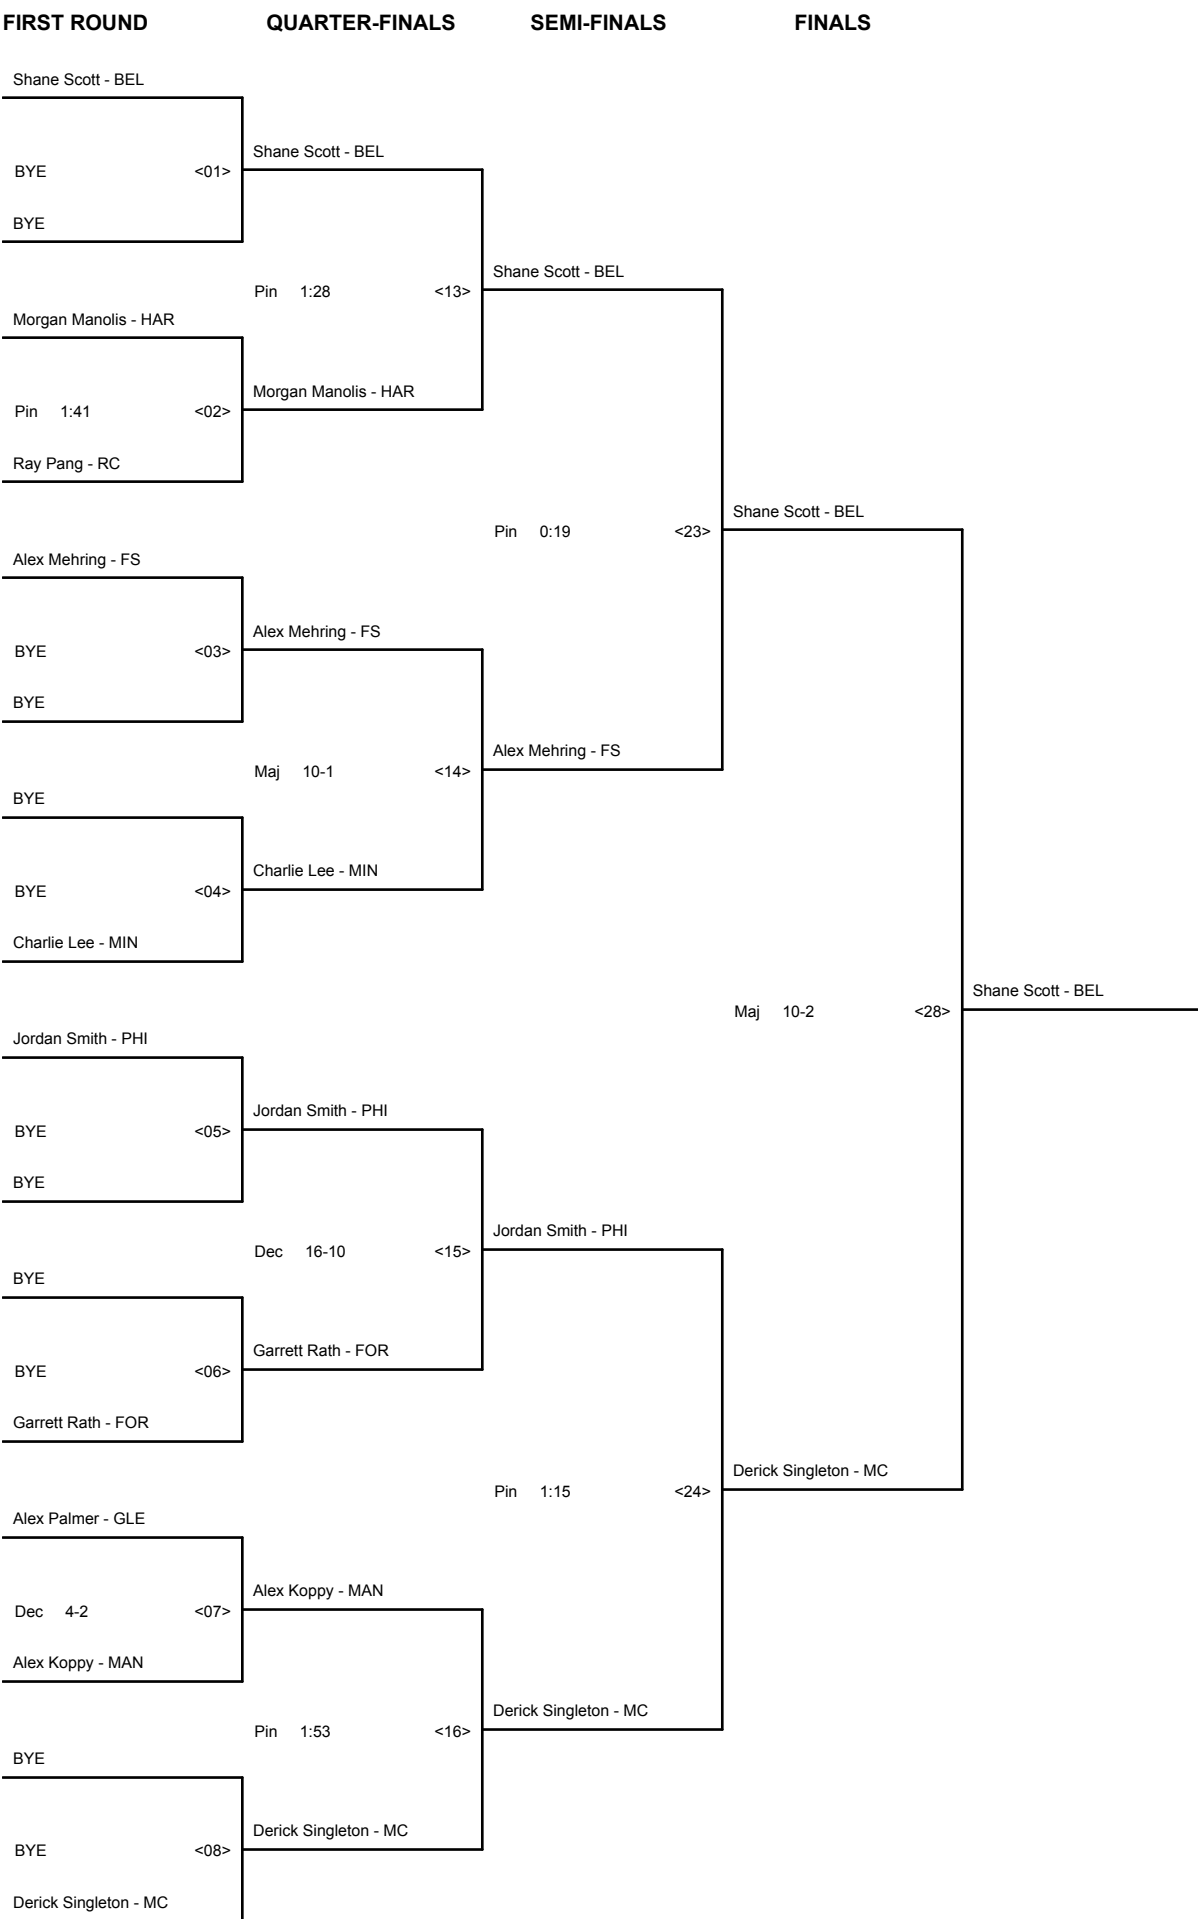 FIRST ROUND QUARTER-FINALS SEMI-FINALS FINALS
Shane Scott - BEL
Shane Scott - BEL
BYE <01>
BYE
Shane Scott - BEL
Pin 1:28 <13>
Morgan Manolis - HAR
Morgan Manolis - HAR
Pin 1:41 <02>
Ray Pang - RC
Shane Scott - BEL
Pin 0:19 <23>
Alex Mehring - FS
Alex Mehring - FS
BYE <03>
BYE
Alex Mehring - FS
Maj 10-1 <14>
BYE
Charlie Lee - MIN
BYE <04>
Charlie Lee - MIN
Shane Scott - BEL
Maj 10-2 <28>
Jordan Smith - PHI
Jordan Smith - PHI
BYE <05>
BYE
Jordan Smith - PHI
Dec 16-10 <15>
BYE
Garrett Rath - FOR
BYE <06>
Garrett Rath - FOR
Derick Singleton - MC
Pin 1:15 <24>
Alex Palmer - GLE
Alex Koppy - MAN
Dec 4-2 <07>
Alex Koppy - MAN
Derick Singleton - MC
Pin 1:53 <16>
BYE
Derick Singleton - MC
BYE <08>
Derick Singleton - MC